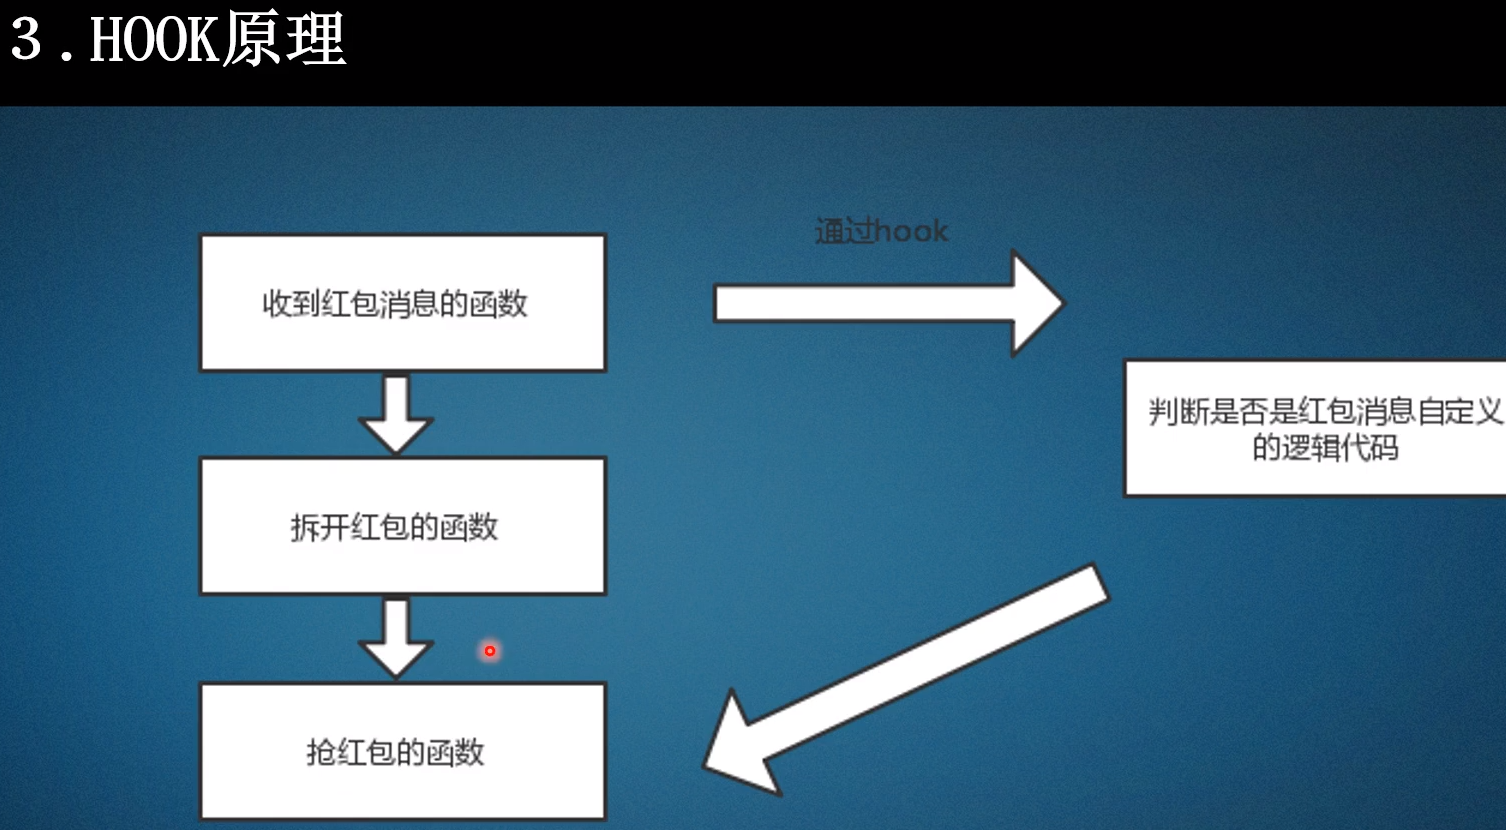 3.HOOK原理
通过hook
收到红包消息的函数
判断是否是红包消息自定义
的逻辑代码
拆开红包的函数
抢红包的函数